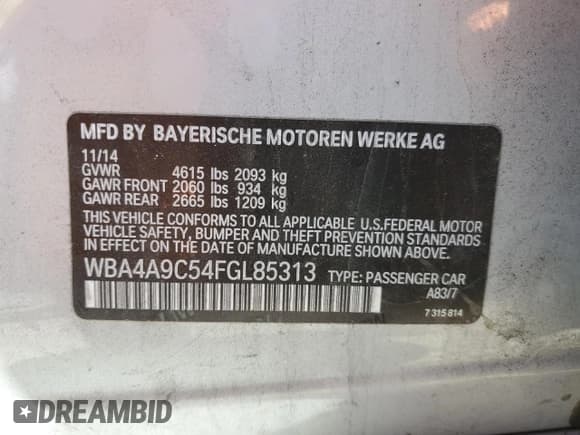 MFD BY BAYERISCHE MOTOREN WERKE AG
11/14
GVWR 4615 lbs 2093 kg
GAWR FRONT 2060 lbs 934 kg
GAWR REAR 2665 lbs 1209 kg
THIS VEHICLE CONFORMS TO ALL APPLICABLE U.S.FEDERAL MOTOR
VEHICLE SAFETY, BUMPER, AND THEFT PREVENTION STANDARDS
IN EFFECT ON THE DATE OF MANUFACTURE SHOWN ABOVE.
WBA4A9C54FGL85313 TYPE: PASSENGER CAR
A83/7
7 315 814
DREAMBID